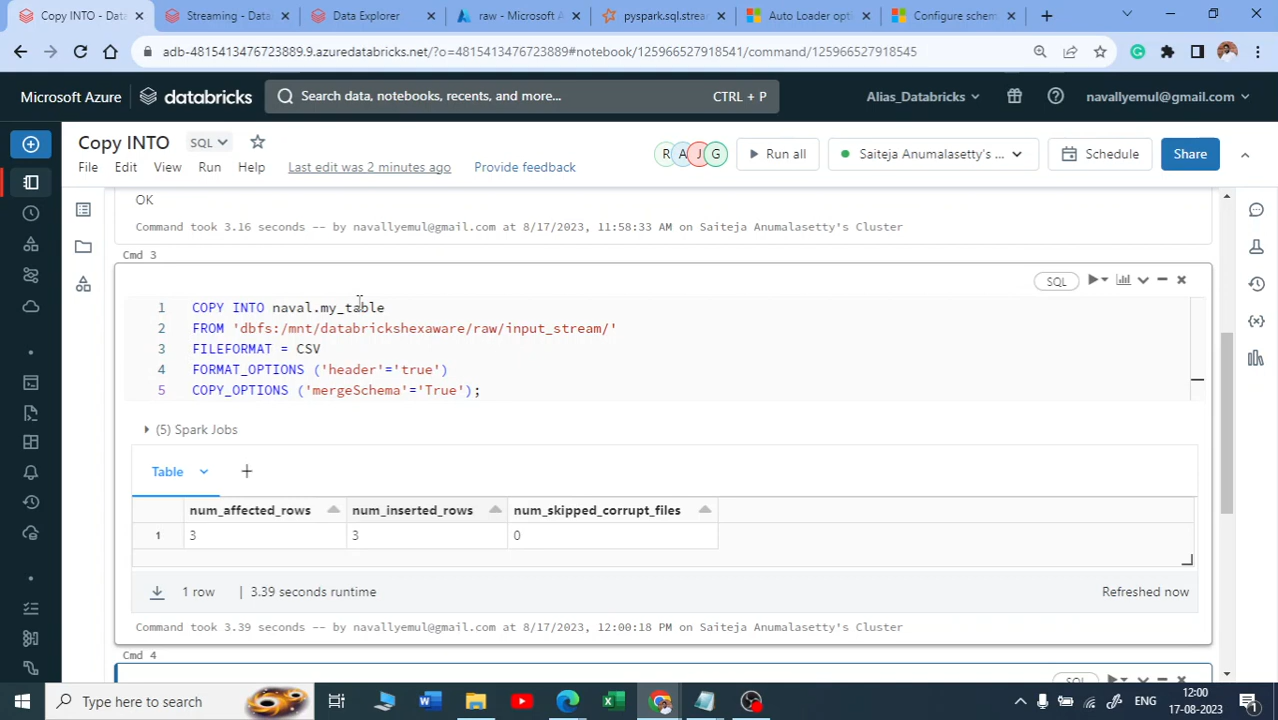 Copy INTO - Datab
Streaming - Data
Data Explorer
raw - Microsoft A
pyspark.sql.stream
Auto Loader opti
Configure schem
adb-4815413476723889.9.azuredatabricks.net/?o=4815413476723889#notebook/125966527918541/command/125966527918545
Microsoft Azure
databricks
Search data, notebooks, recents, and more...
CTRL + P
Alias_Databricks
navallyemul@gmail.com
Copy INTO
SQL
R A J G
Run all
Saiteja Anumalasetty's ...
Schedule
Share
File Edit View Run Help Last edit was 2 minutes ago Provide feedback
OK
Command took 3.16 seconds -- by navallyemul@gmail.com at 8/17/2023, 11:58:33 AM on Saiteja Anumalasetty's Cluster
Cmd 3
SQL
1 COPY INTO naval.my_table
2 FROM 'dbfs:/mnt/databrickshexaware/raw/input_stream/'
3 FILEFORMAT = CSV
4 FORMAT_OPTIONS ('header'='true')
5 COPY_OPTIONS ('mergeSchema'='True');
(5) Spark Jobs
Table
num_affected_rows num_inserted_rows num_skipped_corrupt_files
1 3 3 0
1 row | 3.39 seconds runtime
Refreshed now
Command took 3.39 seconds -- by navallyemul@gmail.com at 8/17/2023, 12:00:18 PM on Saiteja Anumalasetty's Cluster
Cmd 4
SQL
Type here to search
ENG
12:00
17-08-2023